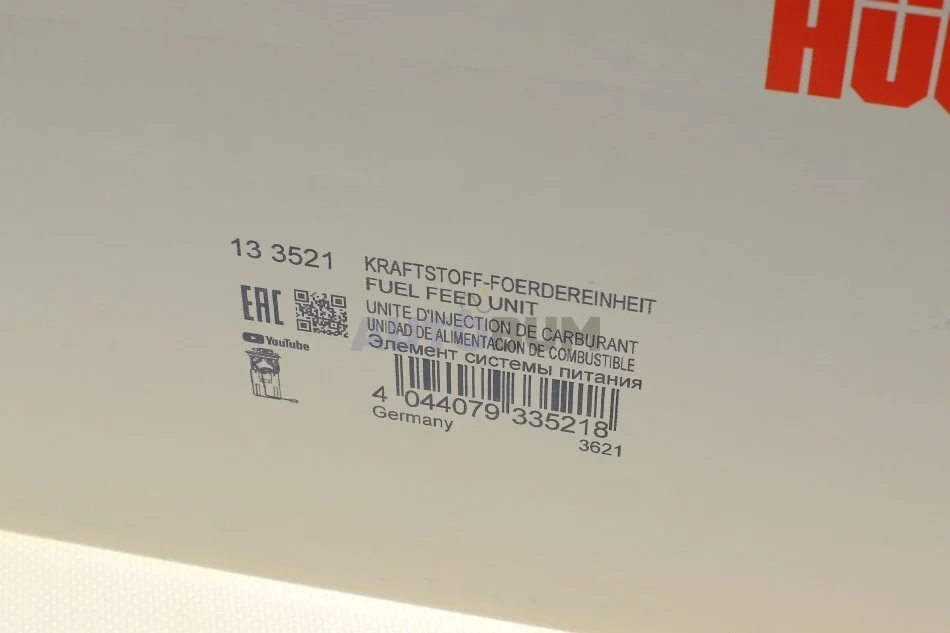 HÜ
13 3521
KRAFTSTOFF-FOERDEREINHEIT
FUEL FEED UNIT
UNITE D'INJECTION DE CARBURANT
UNIDAD DE ALIMENTACION DE COMBUSTIBLE
Элемент системы питания
EAC
YouTube
4 044079 335218
Germany
3621